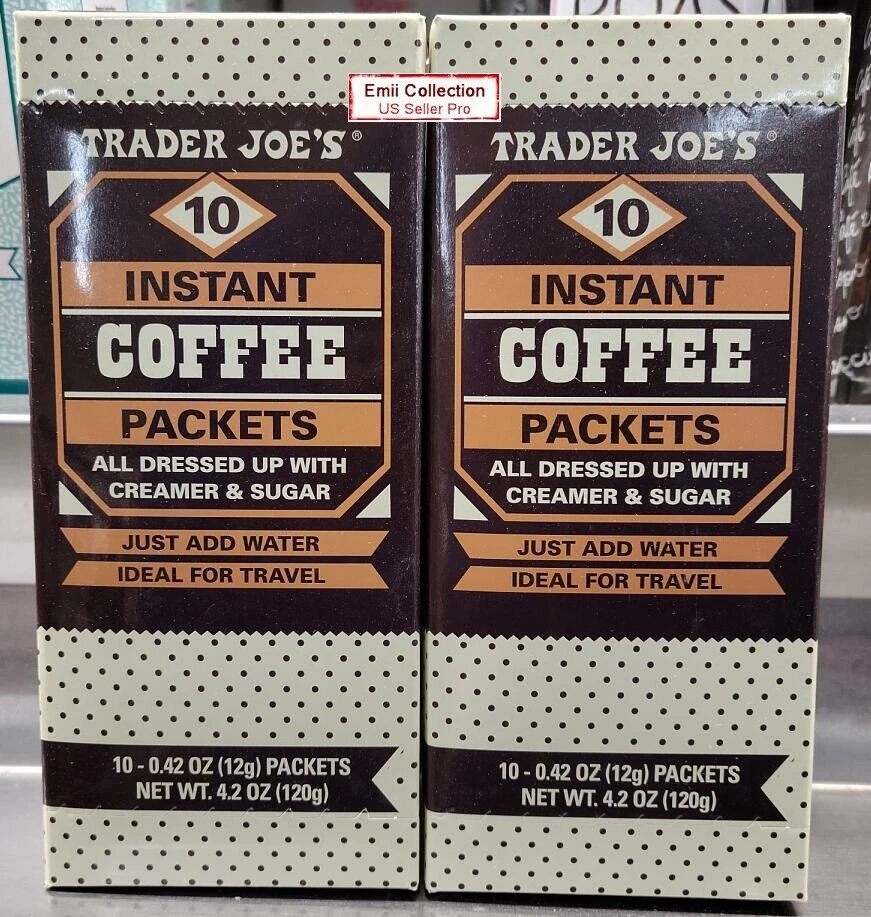 ROAST
Emii Collection
US Seller Pro
TRADER JOE'S®
10
INSTANT
COFFEE
PACKETS
ALL DRESSED UP WITH
CREAMER & SUGAR
JUST ADD WATER
IDEAL FOR TRAVEL
10 - 0.42 OZ (12g) PACKETS
NET WT. 4.2 OZ (120g)
TRADER JOE'S®
10
INSTANT
COFFEE
PACKETS
ALL DRESSED UP WITH
CREAMER & SUGAR
JUST ADD WATER
IDEAL FOR TRAVEL
10 - 0.42 OZ (12g) PACKETS
NET WT. 4.2 OZ (120g)